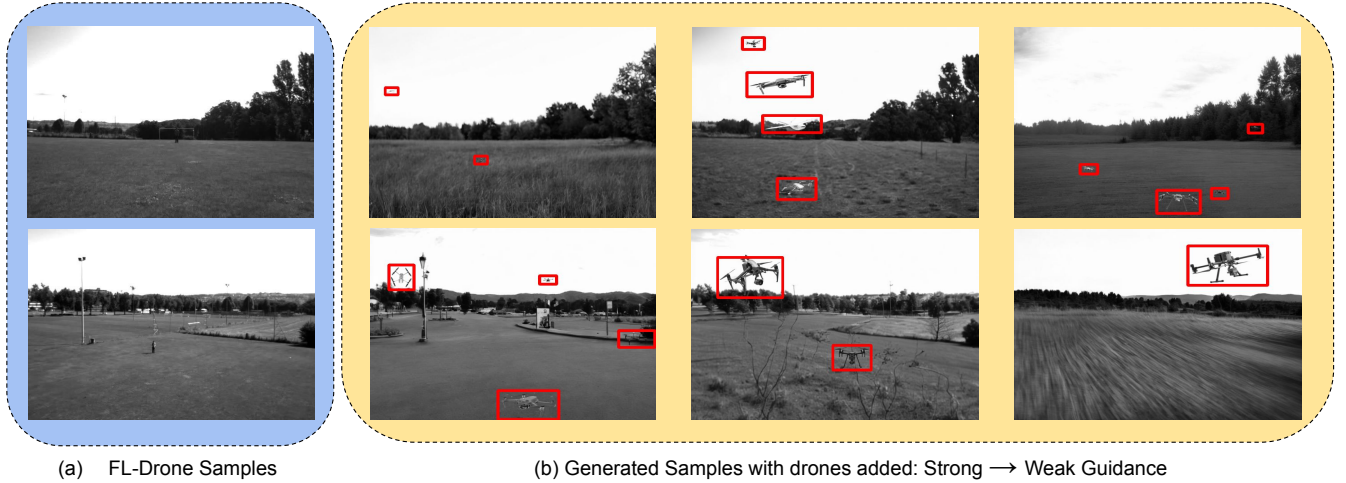 (a) FL-Drone Samples
(b) Generated Samples with drones added: Strong → Weak Guidance